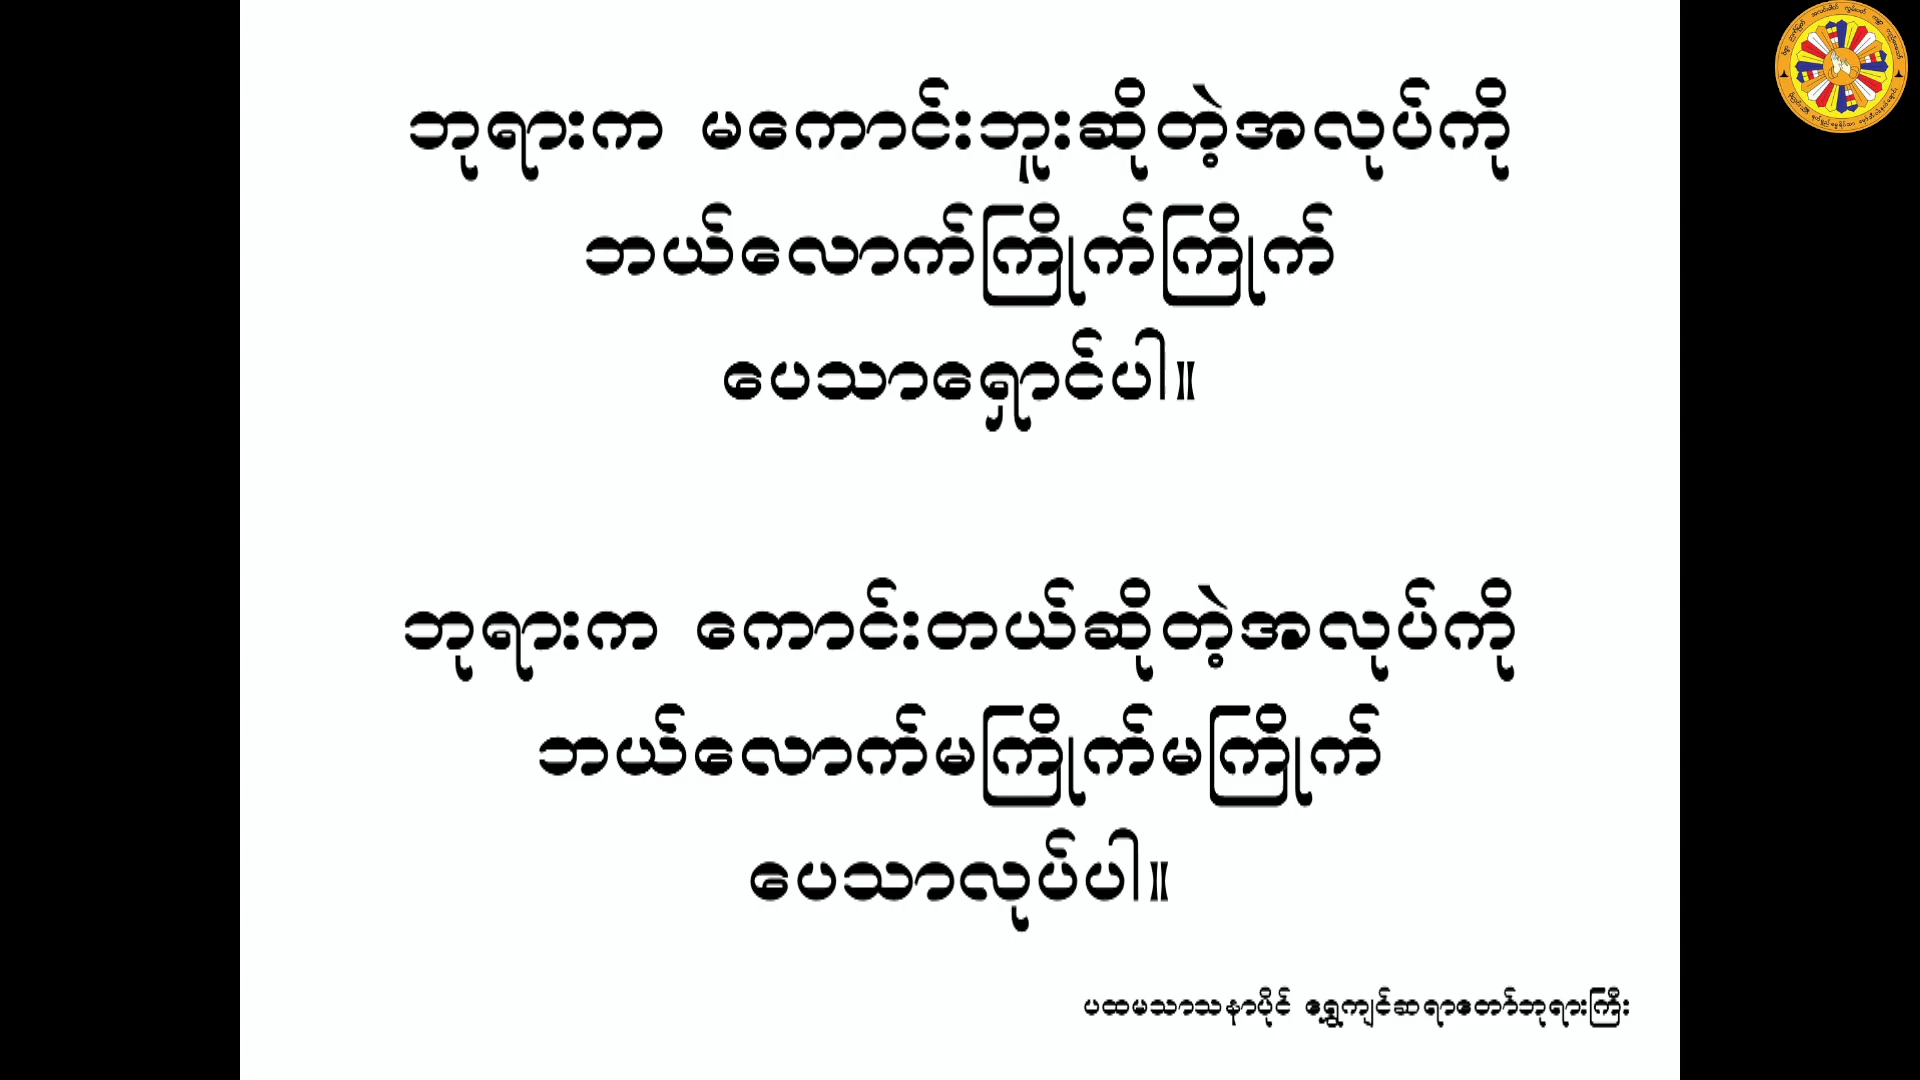 ဘုရားက မကောင်းဘူးဆိုတဲ့အလုပ်ကို
ဘယ်လောက်ကြိုက်ကြိုက်
ပေသာရှောင်ပါ။
ဘုရားက ကောင်းတယ်ဆိုတဲ့အလုပ်ကို
ဘယ်လောက်မကြိုက်မကြိုက်
ပေသာလုပ်ပါ။
ပထမသာသနာပိုင် ရွှေကျင်ဆရာတော်ဘုရားကြီး